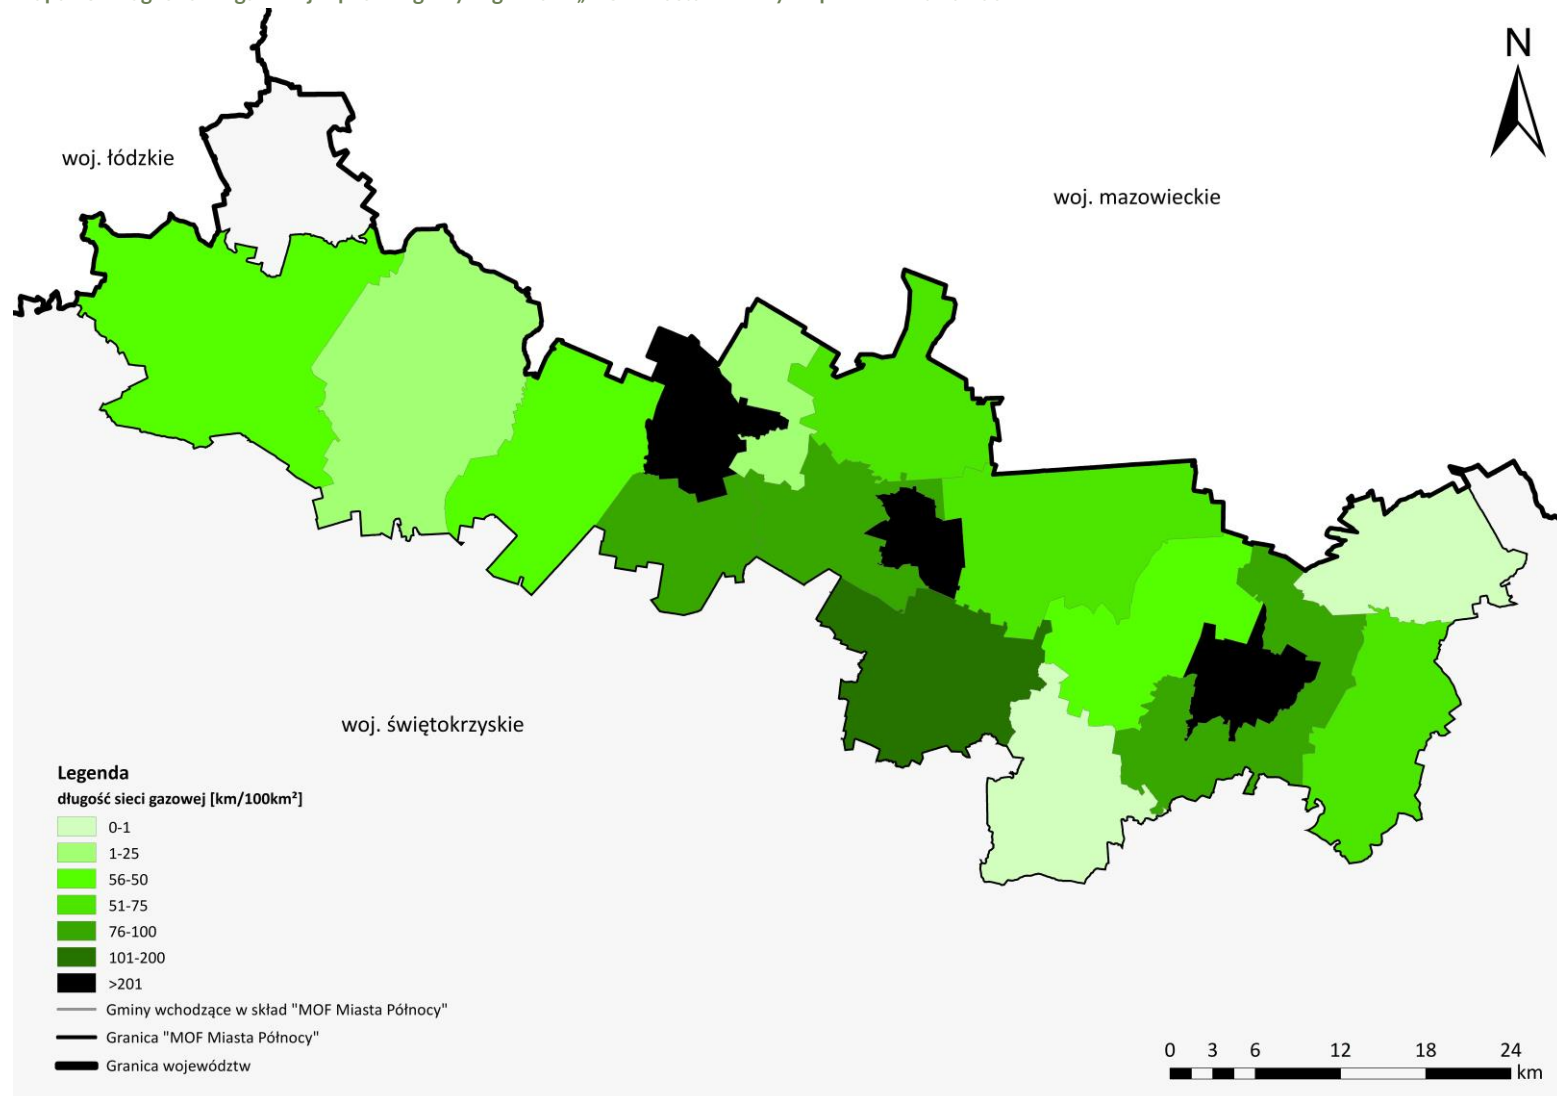 N
woj. łódzkie
woj. mazowieckie
woj. świętokrzyskie
Legenda
długość sieci gazowej [km/100km²]
0-1
1-25
56-50
51-75
76-100
101-200
>201
Gminy wchodzące w skład "MOF Miasta Północy"
Granica "MOF Miasta Północy"
Granica województw
0 3 6 12 18 24
km